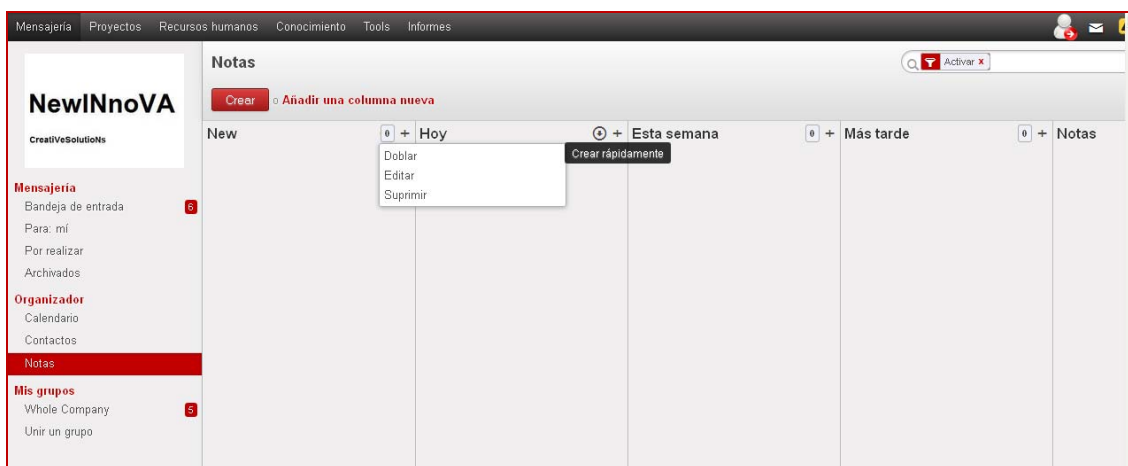 Mensajería Proyectos Recursos humanos Conocimiento Tools Informes
NewINnoVA
CreatiVeSolutioNs
Notas
Activar x
Crear o Añadir una columna nueva
New 0 + Hoy + Esta semana 0 + Más tarde 0 + Notas
Doblar
Editar
Suprimir
Crear rápidamente
Mensajería
Bandeja de entrada 6
Para: mí
Por realizar
Archivados
Organizador
Calendario
Contactos
Notas
Mis grupos
Whole Company 5
Unir un grupo